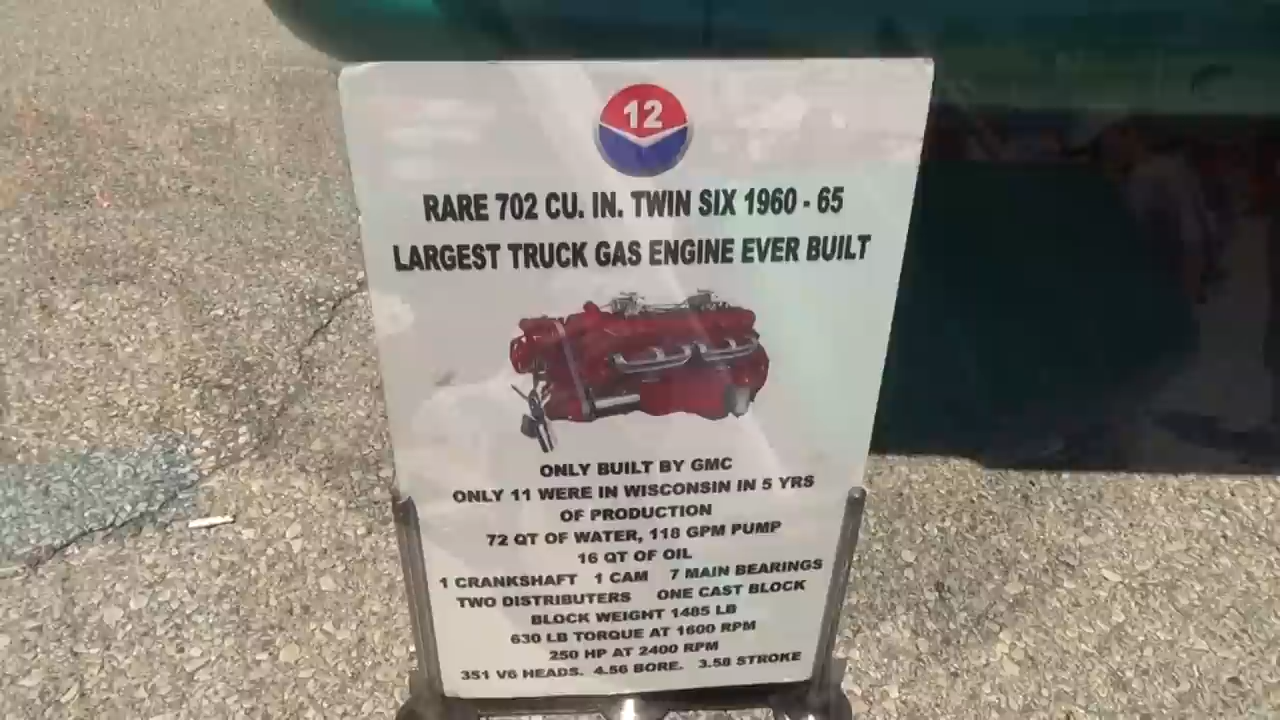 12
RARE 702 CU. IN. TWIN SIX 1960 - 65
LARGEST TRUCK GAS ENGINE EVER BUILT
ONLY BUILT BY GMC
ONLY 11 WERE IN WISCONSIN IN 5 YRS
OF PRODUCTION
72 QT OF WATER, 118 GPM PUMP
16 QT OF OIL
1 CRANKSHAFT 1 CAM 7 MAIN BEARINGS
TWO DISTRIBUTERS ONE CAST BLOCK
BLOCK WEIGHT 1485 LB
630 LB TORQUE AT 1600 RPM
250 HP AT 2400 RPM
351 V6 HEADS. 4.56 BORE. 3.58 STROKE